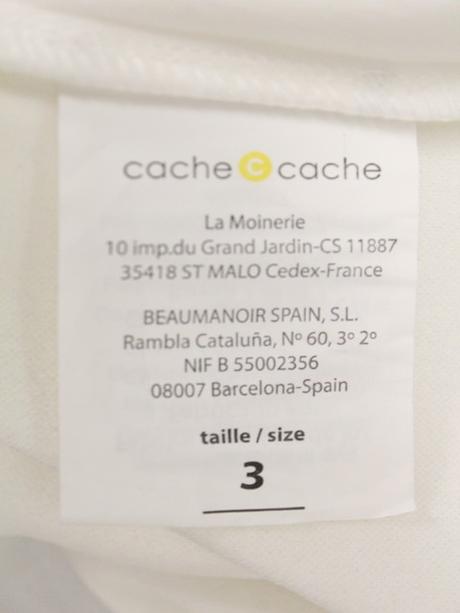 cache c cache
La Moinerie
10 imp.du Grand Jardin-CS 11887
35418 ST MALO Cedex-France
BEAUMANOIR SPAIN, S.L.
Rambla Cataluña, Nº 60, 3º 2º
NIF B 55002356
08007 Barcelona-Spain
taille / size
3